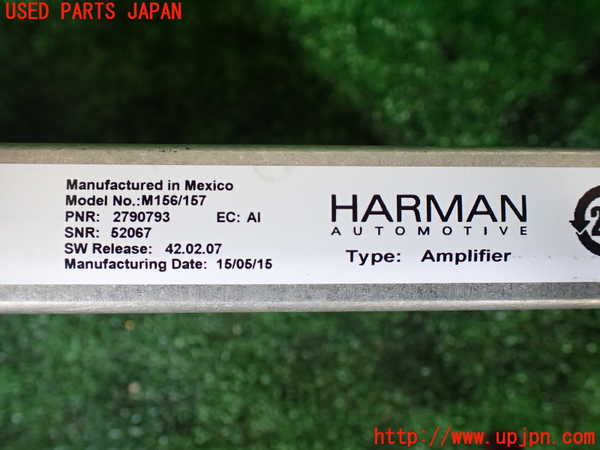 USED PARTS JAPAN
Manufactured in Mexico
Model No.:M156/157
PNR: 2790793 EC: AI
SNR: 52067
SW Release: 42.02.07
Manufacturing Date: 15/05/15
HARMAN
AUTOMOTIVE
Type: Amplifier
2
http://www.upjpn.com/